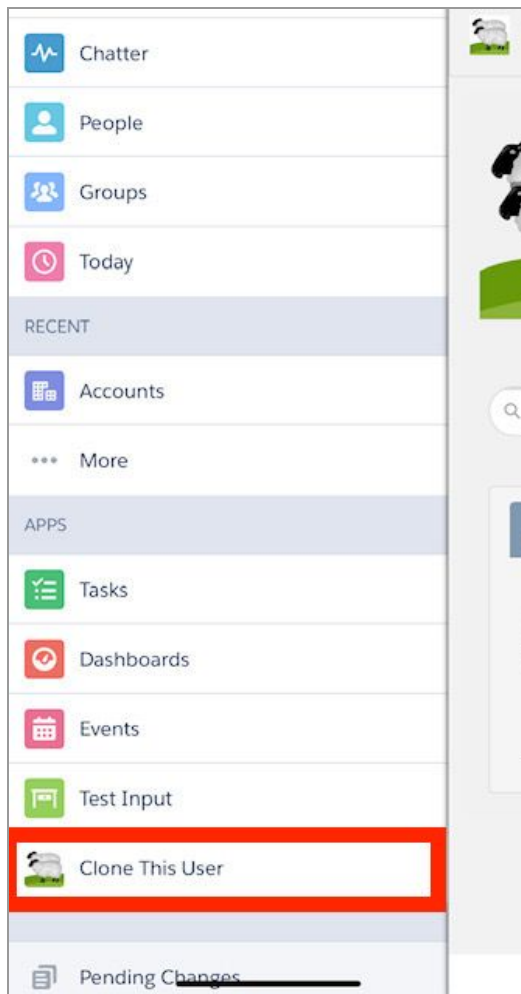 Chatter
People
Groups
Today
RECENT
Accounts
More
APPS
Tasks
Dashboards
Events
Test Input
Clone This User
Pending Changes